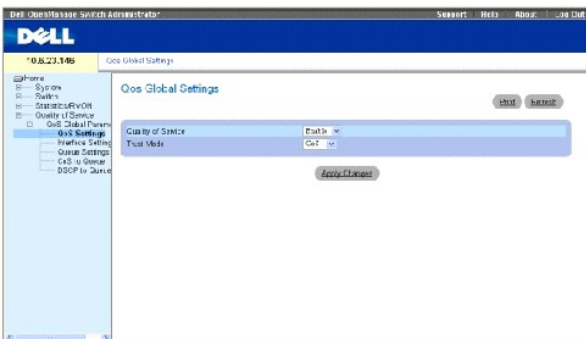 Dell OpenManage Switch Administrator
Support Help About Log Out
DELL
10.6.23.146
Qos Global Settings
Home
System
Switch
Statistics/RMON
Quality of Service
QoS Global Param
QoS Settings
Interface Setting
Queue Settings
CoS to Queue
DSCP to Queue
Qos Global Settings
Print Refresh
Quality of Service Enable
Trust Mode CoS
Apply Changes